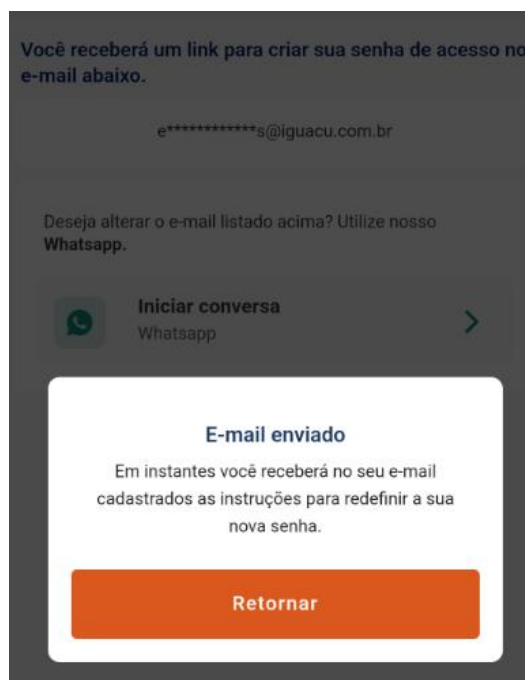 Você receberá um link para criar sua senha de acesso no
e-mail abaixo.
e************s@iguacu.com.br
Deseja alterar o e-mail listado acima? Utilize nosso
Whatsapp.
Iniciar conversa
Whatsapp
E-mail enviado
Em instantes você receberá no seu e-mail
cadastrados as instruções para redefinir a sua
nova senha.
Retornar